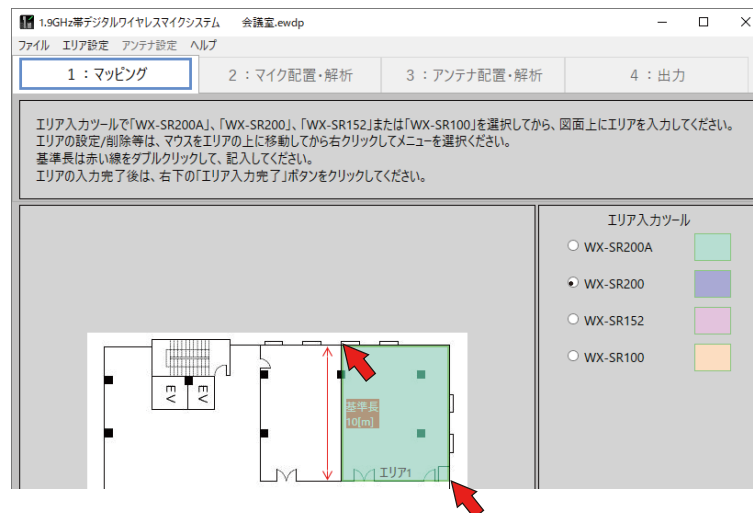 1.9GHz帯デジタルワイヤレスマイクシステム 会議室.ewdp
ファイル エリア設定 アンテナ設定 ヘルプ
1：マッピング 2：マイク配置・解析 3：アンテナ配置・解析 4：出力
エリア入力ツールで「WX-SR200A」、「WX-SR200」、「WX-SR152」または「WX-SR100」を選択してから、図面上にエリアを入力してください。
エリアの設定/削除等は、マウスをエリアの上に移動してから右クリックしてメニューを選択ください。
基準長は赤い線をダブルクリックして、記入してください。
エリアの入力完了後は、右下の「エリア入力完了」ボタンをクリックしてください。
エリア入力ツール
WX-SR200A
WX-SR200
WX-SR152
WX-SR100
EV
EV
基準長
10[m]
エリア1